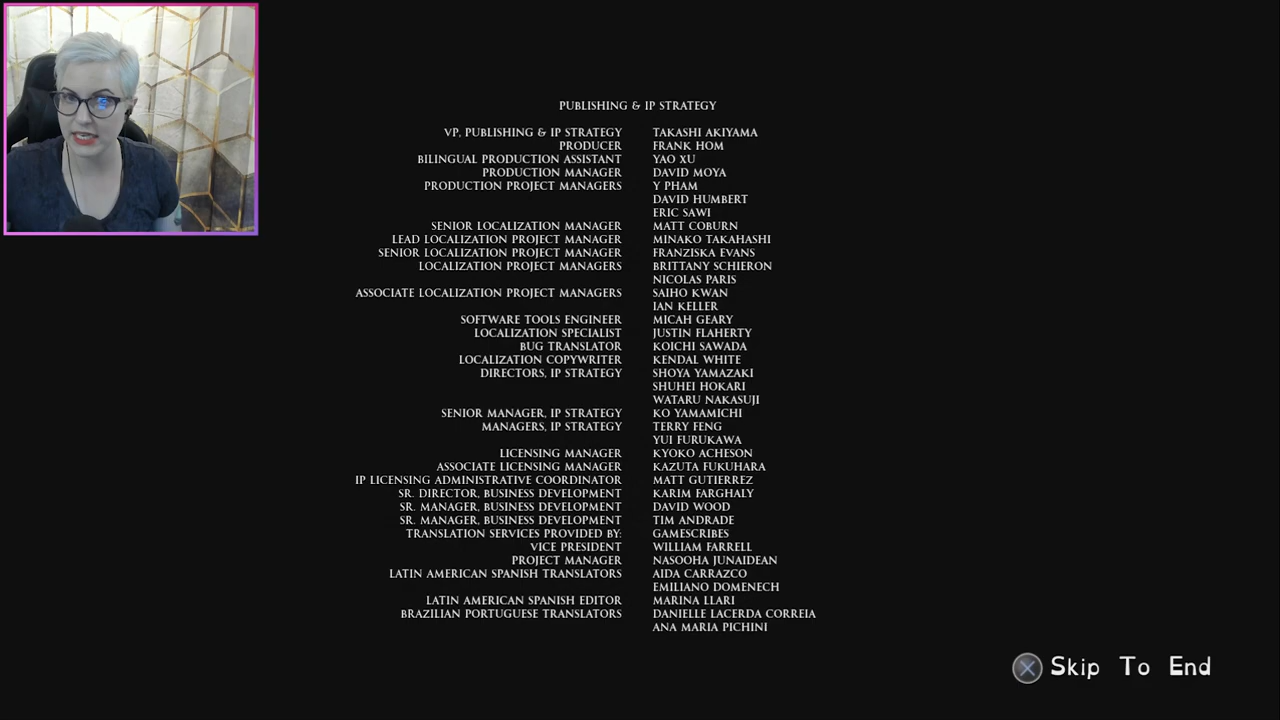 PUBLISHING & IP STRATEGY
VP, PUBLISHING & IP STRATEGY TAKASHI AKIYAMA
PRODUCER FRANK HOM
BILINGUAL PRODUCTION ASSISTANT YAO XU
PRODUCTION MANAGER DAVID MOYA
PRODUCTION PROJECT MANAGERS Y PHAM
DAVID HUMBERT
ERIC SAWI
SENIOR LOCALIZATION MANAGER MATT COBURN
LEAD LOCALIZATION PROJECT MANAGER MINAKO TAKAHASHI
SENIOR LOCALIZATION PROJECT MANAGER FRANZISKA EVANS
LOCALIZATION PROJECT MANAGERS BRITTANY SCHIERON
NICOLAS PARIS
ASSOCIATE LOCALIZATION PROJECT MANAGERS SAIHO KWAN
IAN KELLER
SOFTWARE TOOLS ENGINEER MICAH GEARY
LOCALIZATION SPECIALIST JUSTIN FLAHERTY
BUG TRANSLATOR KOICHI SAWADA
LOCALIZATION COPYWRITER KENDAL WHITE
DIRECTORS, IP STRATEGY SHOYA YAMAZAKI
SHUHEI HOKARI
WATARU NAKASUJI
SENIOR MANAGER, IP STRATEGY KO YAMAMICHI
MANAGERS, IP STRATEGY TERRY FENG
YUI FURUKAWA
LICENSING MANAGER KYOKO ACHESON
ASSOCIATE LICENSING MANAGER KAZUTA FUKUHARA
IP LICENSING ADMINISTRATIVE COORDINATOR MATT GUTIERREZ
SR. DIRECTOR, BUSINESS DEVELOPMENT KARIM FARGHALY
SR. MANAGER, BUSINESS DEVELOPMENT DAVID WOOD
SR. MANAGER, BUSINESS DEVELOPMENT TIM ANDRADE
TRANSLATION SERVICES PROVIDED BY: GAMESCRIBES
VICE PRESIDENT WILLIAM FARRELL
PROJECT MANAGER NASOOHA JUNAIDEAN
LATIN AMERICAN SPANISH TRANSLATORS AIDA CARRAZCO
EMILIANO DOMENECH
LATIN AMERICAN SPANISH EDITOR MARINA LLARI
BRAZILIAN PORTUGUESE TRANSLATORS DANIELLE LACERDA CORREIA
ANA MARIA PICHINI
Skip To End